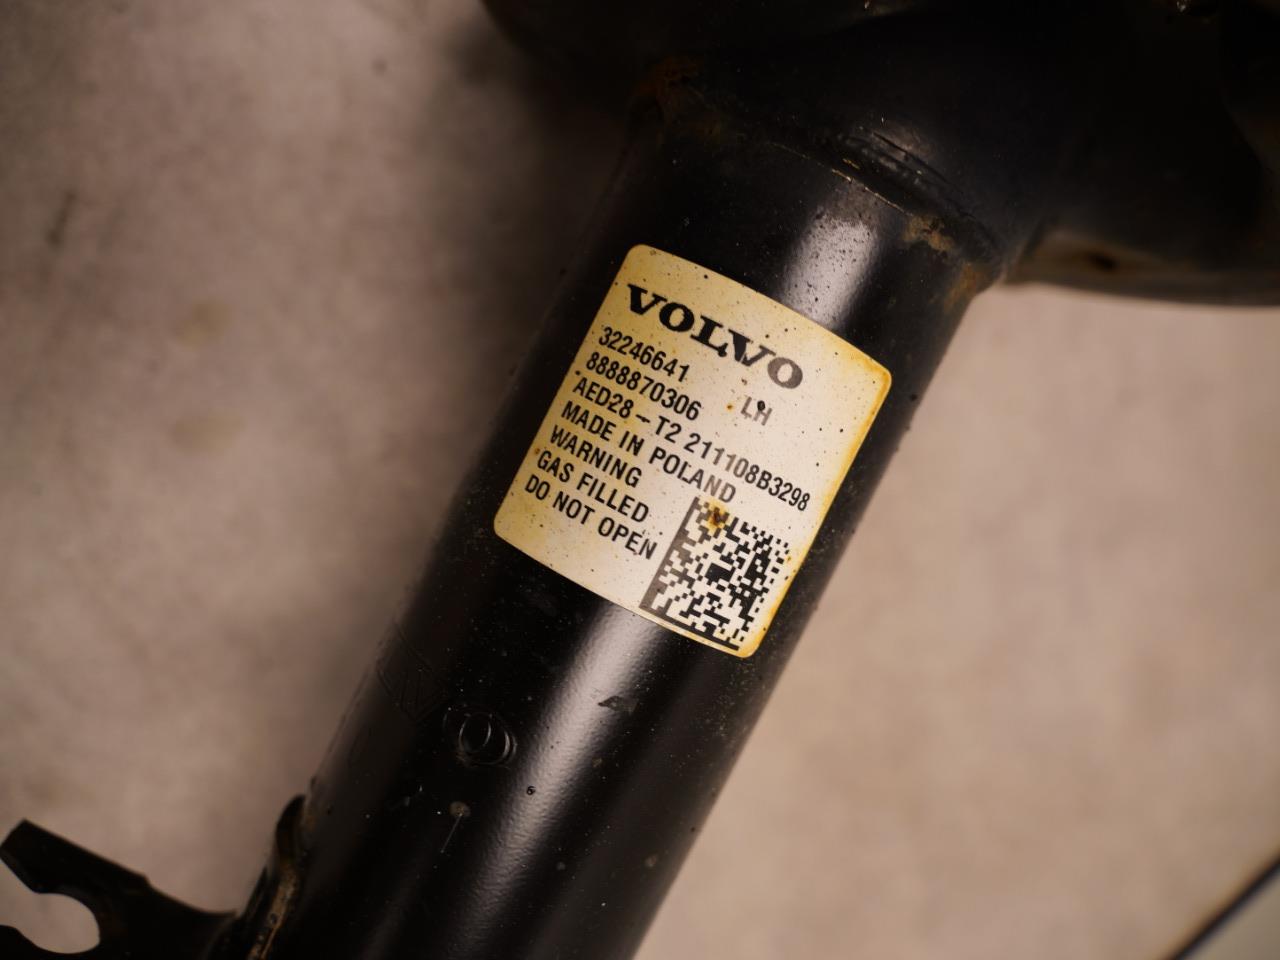 VOLVO
32246641
8888870306 LH
AED28-T2 211108B3298
MADE IN POLAND
WARNING
GAS FILLED
DO NOT OPEN